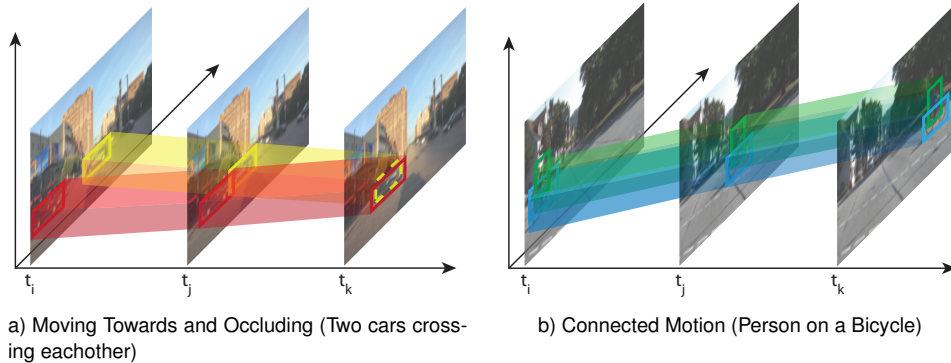 t_i t_j t_k
t_i t_j t_k
a) Moving Towards and Occluding (Two cars cross-
ing eachother)
b) Connected Motion (Person on a Bicycle)